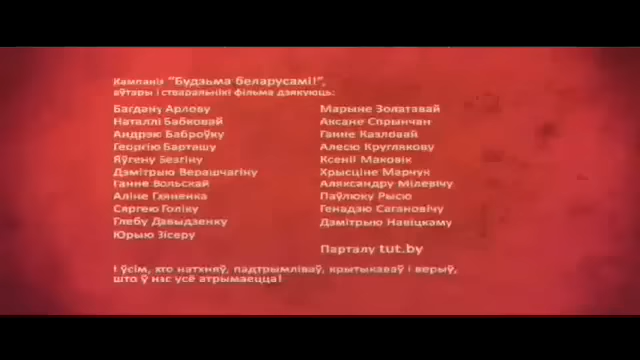 Кампанія "Будзьма беларусамі!",
аўтары і стваральнікі фільма дзякуюць:
Багдану Арлову
Наталлі Бабковай
Андрэю Баброўку
Георгію Барташу
Яўгену Безгіну
Дзмітрыю Верашчагіну
Ганне Вольскай
Аліне Гляненка
Сяргею Голіку
Глебу Давыдзенку
Юрыю Зісеру
Марыне Золатавай
Аксане Спрынчан
Ганне Казловай
Алесю Круглякову
Ксеніі Маковік
Хрысціне Марчук
Аляксандру Мілевічу
Паўлюку Рысю
Генадзю Сагановічу
Дзмітрыю Навіцкаму
Парталу tut.by
І ўсім, хто натхняў, падтрымліваў, крытыкаваў і верыў,
што ў нас усё атрымаецца!